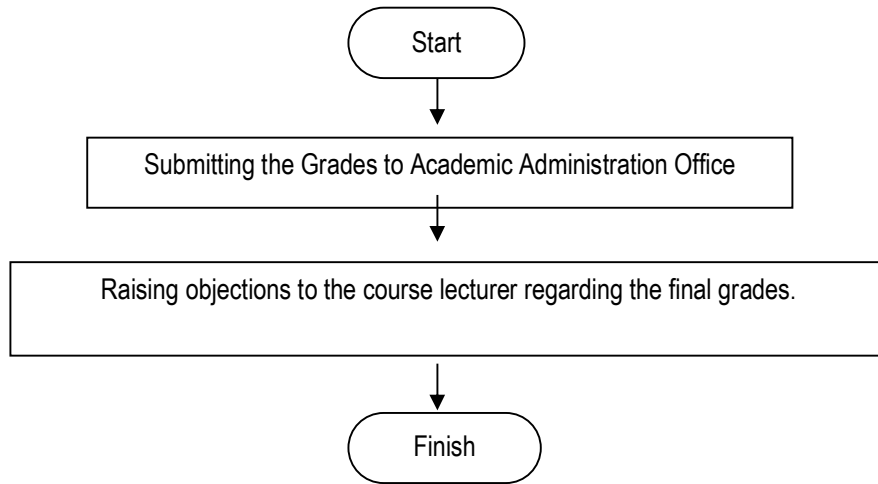 Start
Submitting the Grades to Academic Administration Office
Raising objections to the course lecturer regarding the final grades.
Finish